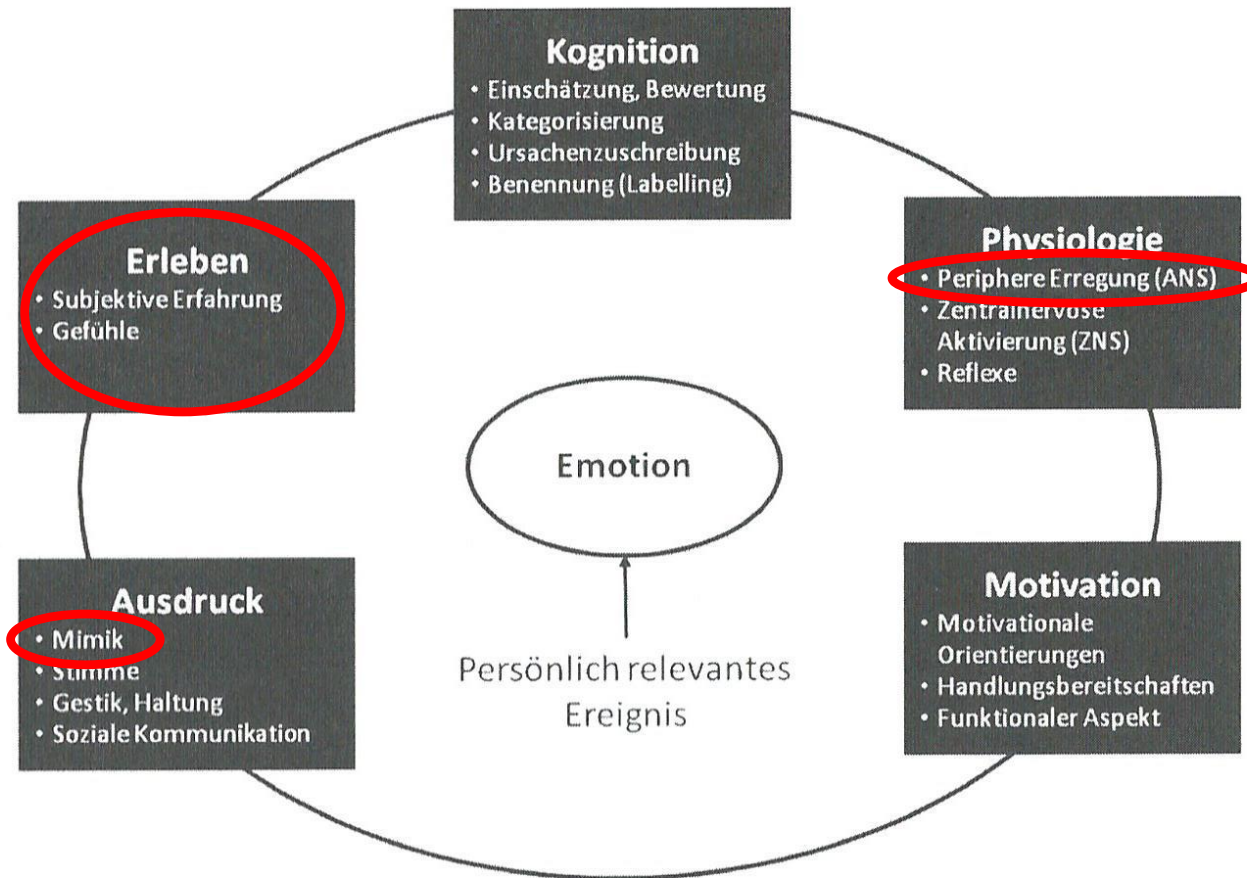 Kognition
• Einschätzung, Bewertung
• Kategorisierung
• Ursachenzuschreibung
• Benennung (Labelling)
Erleben
• Subjektive Erfahrung
• Gefühle
Physiologie
• Periphere Erregung (ANS)
• Zentralnervöse
Aktivierung (ZNS)
• Reflexe
Emotion
Ausdruck
• Mimik
• Stimme
• Gestik, Haltung
• Soziale Kommunikation
Persönlich relevantes
Ereignis
Motivation
• Motivationale
Orientierungen
• Handlungsbereitschaften
• Funktionaler Aspekt